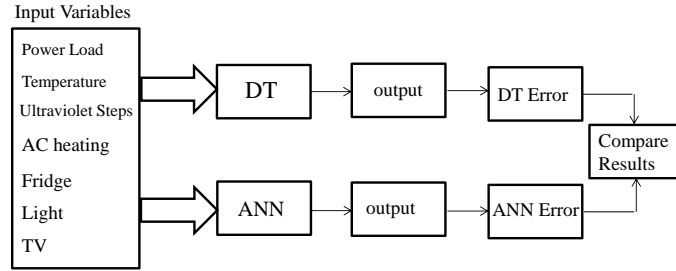 Input Variables
Power Load
Temperature
Ultraviolet Steps
AC heating
Fridge
Light
TV
DT
output
DT Error
ANN
output
ANN Error
Compare
Results